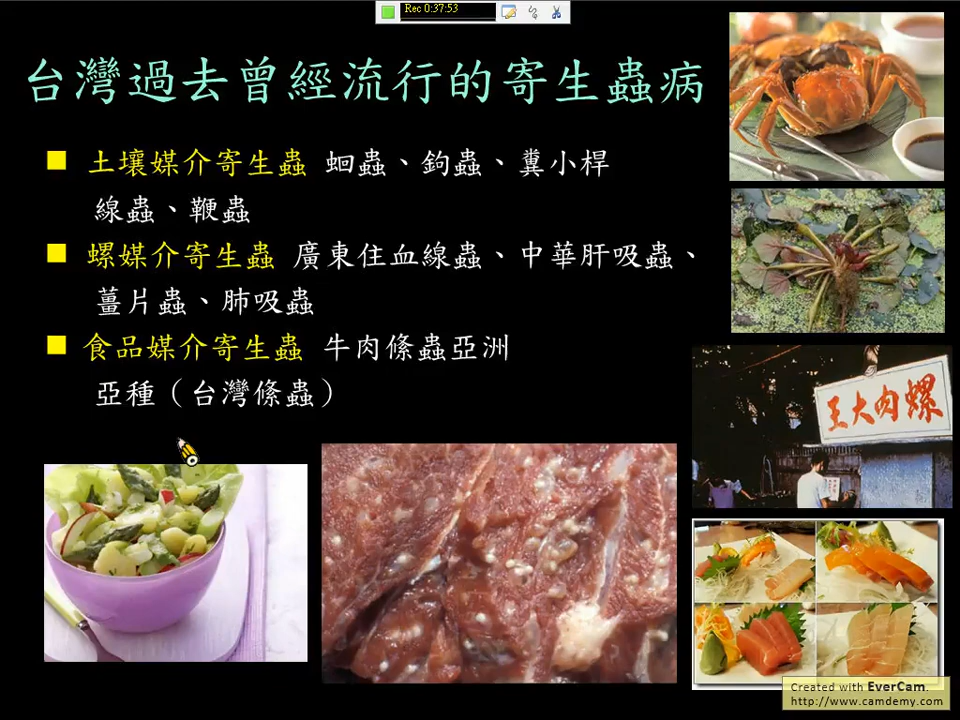 Rec 0:37:53
台灣過去曾經流行的寄生蟲病
土壤媒介寄生蟲 蛔蟲、鉤蟲、糞小桿
線蟲、鞭蟲
螺媒介寄生蟲 廣東住血線蟲、中華肝吸蟲、
薑片蟲、肺吸蟲
食品媒介寄生蟲 牛肉條蟲亞洲
亞種（台灣條蟲）
王大肉螺
Created with EverCam.
http://www.camdemy.com